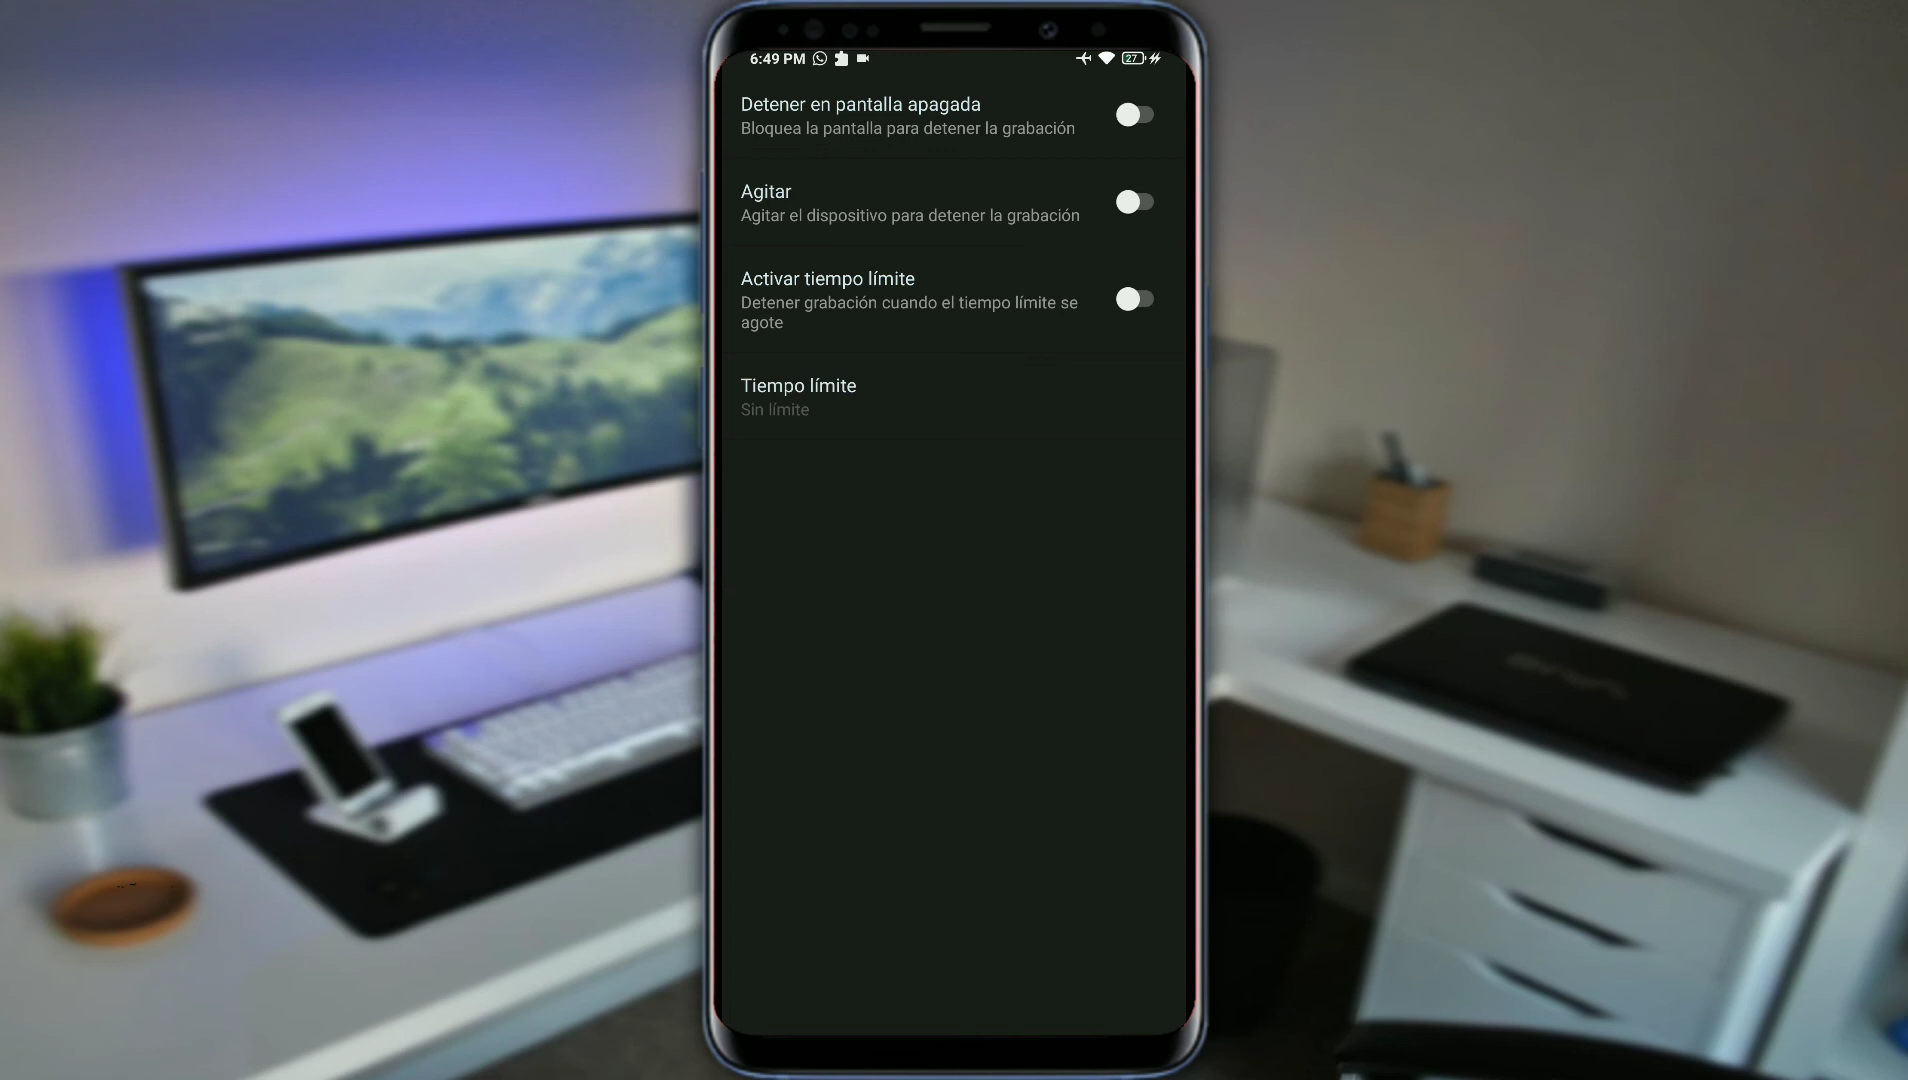 6:49 PM
27
Detener en pantalla apagada
Bloquea la pantalla para detener la grabación
Agitar
Agitar el dispositivo para detener la grabación
Activar tiempo límite
Detener grabación cuando el tiempo límite se
agote
Tiempo límite
Sin límite